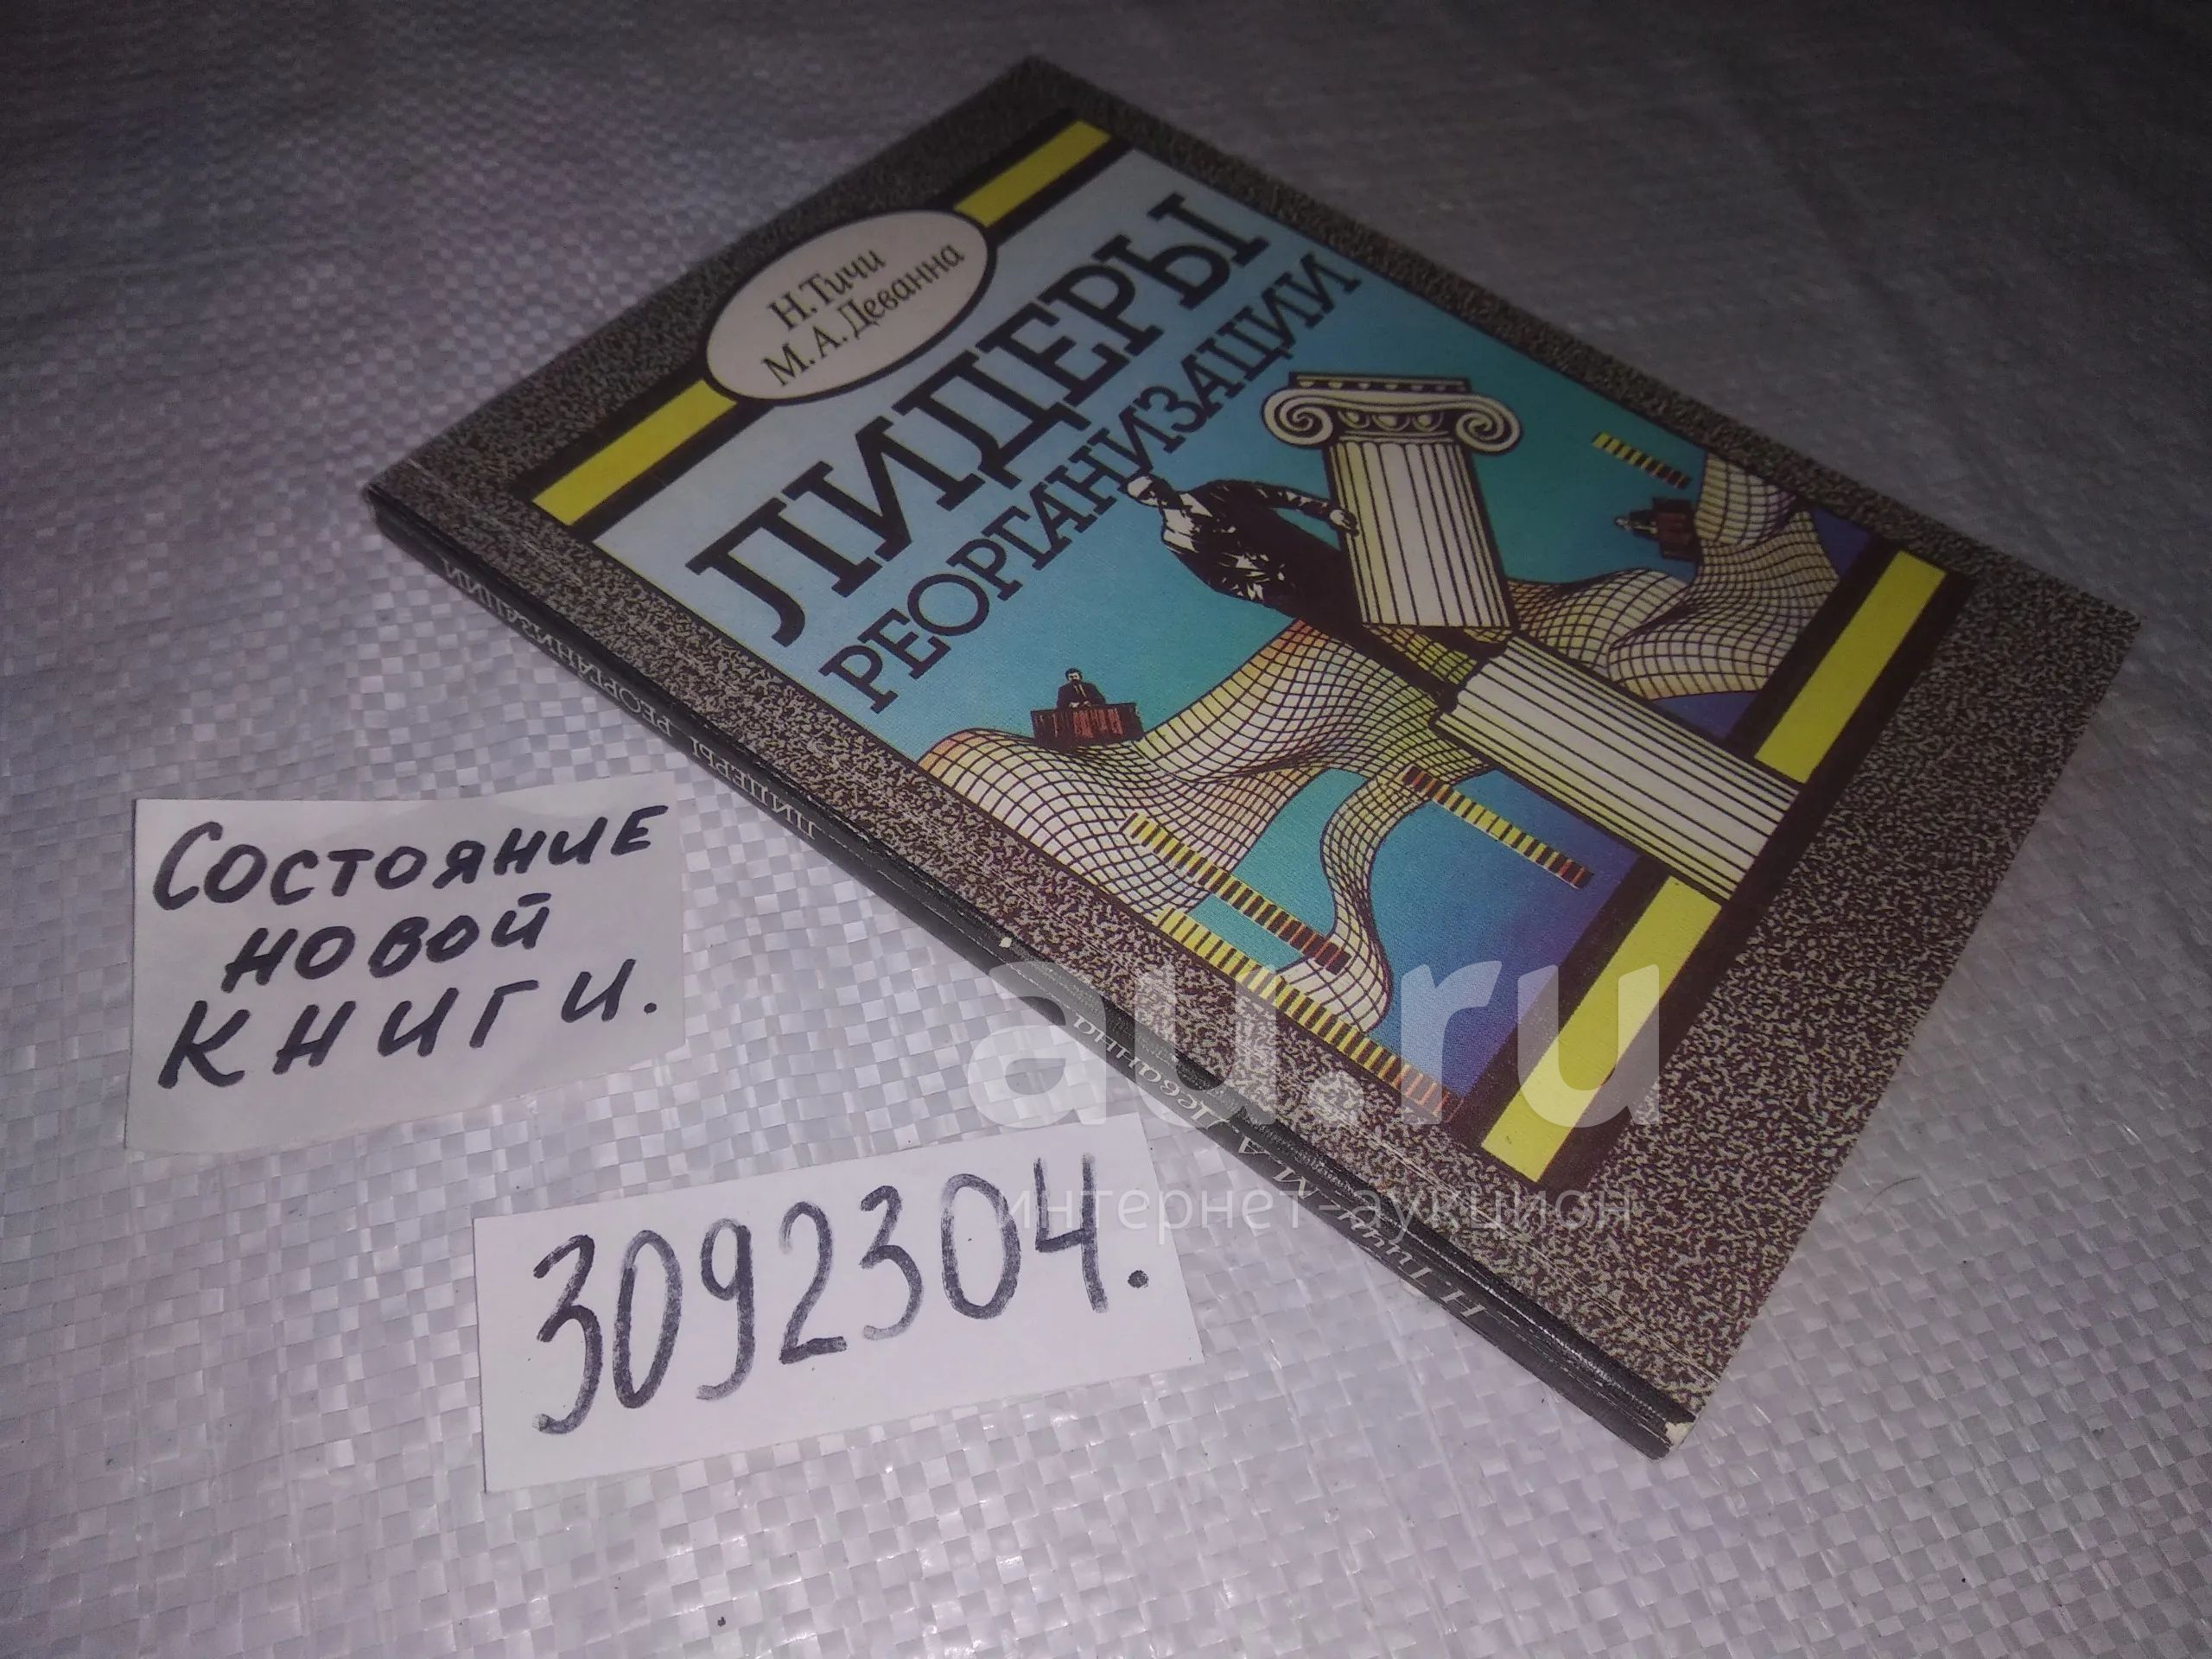 Н. Тичи
М. А. Деванна
ЛИДЕРЫ
РЕОРГАНИЗАЦИИ
Н. Тичи, М. А. Деванна ЛИДЕРЫ РЕОРГАНИЗАЦИИ
Состояние
новой
книги.
3092304.
au.ru
интернет-аукцион